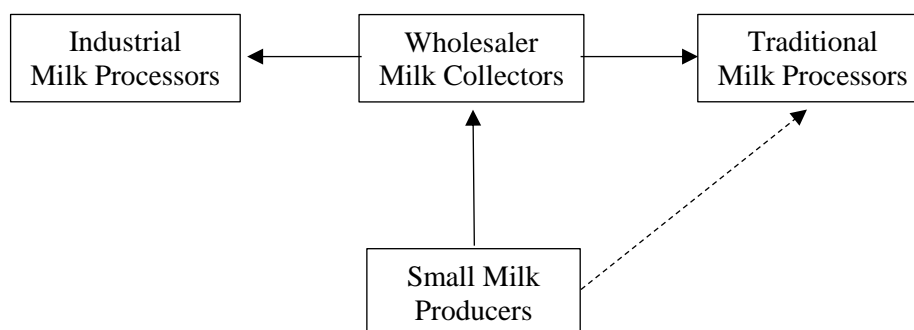 Industrial
Milk Processors
Wholesaler
Milk Collectors
Traditional
Milk Processors
Small Milk
Producers